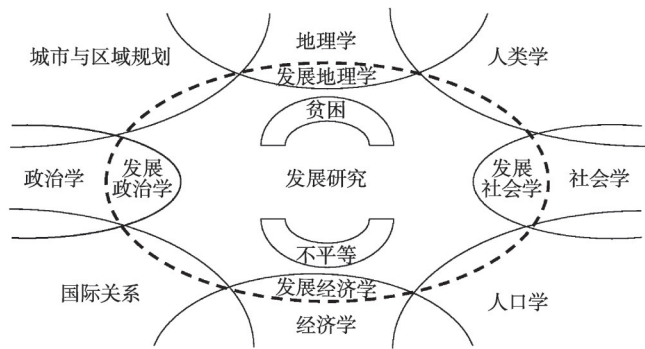 地理学
城市与区域规划
人类学
发展地理学
贫困
政治学
发展
政治学
发展研究
发展
社会学
社会学
不平等
国际关系
发展经济学
人口学
经济学